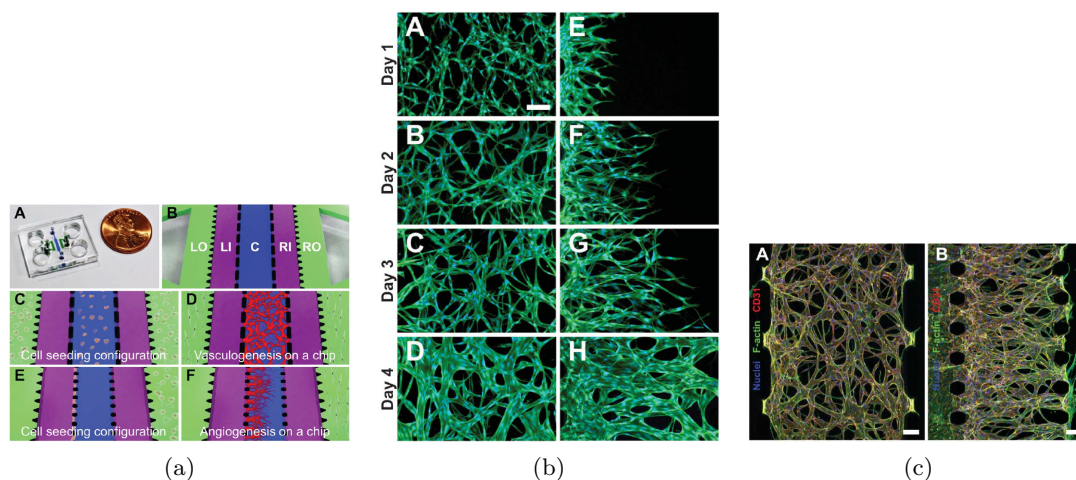 A
B
LO
LI
C
RI
RO
C
Cell seeding configuration
D
Vasculogenesis on a chip
E
Cell seeding configuration
F
Angiogenesis on a chip
(a)
Day 1
A
E
Day 2
B
F
Day 3
C
G
Day 4
D
H
(b)
A
Nuclei F-actin CD31
B
Nuclei F-actin
(c)